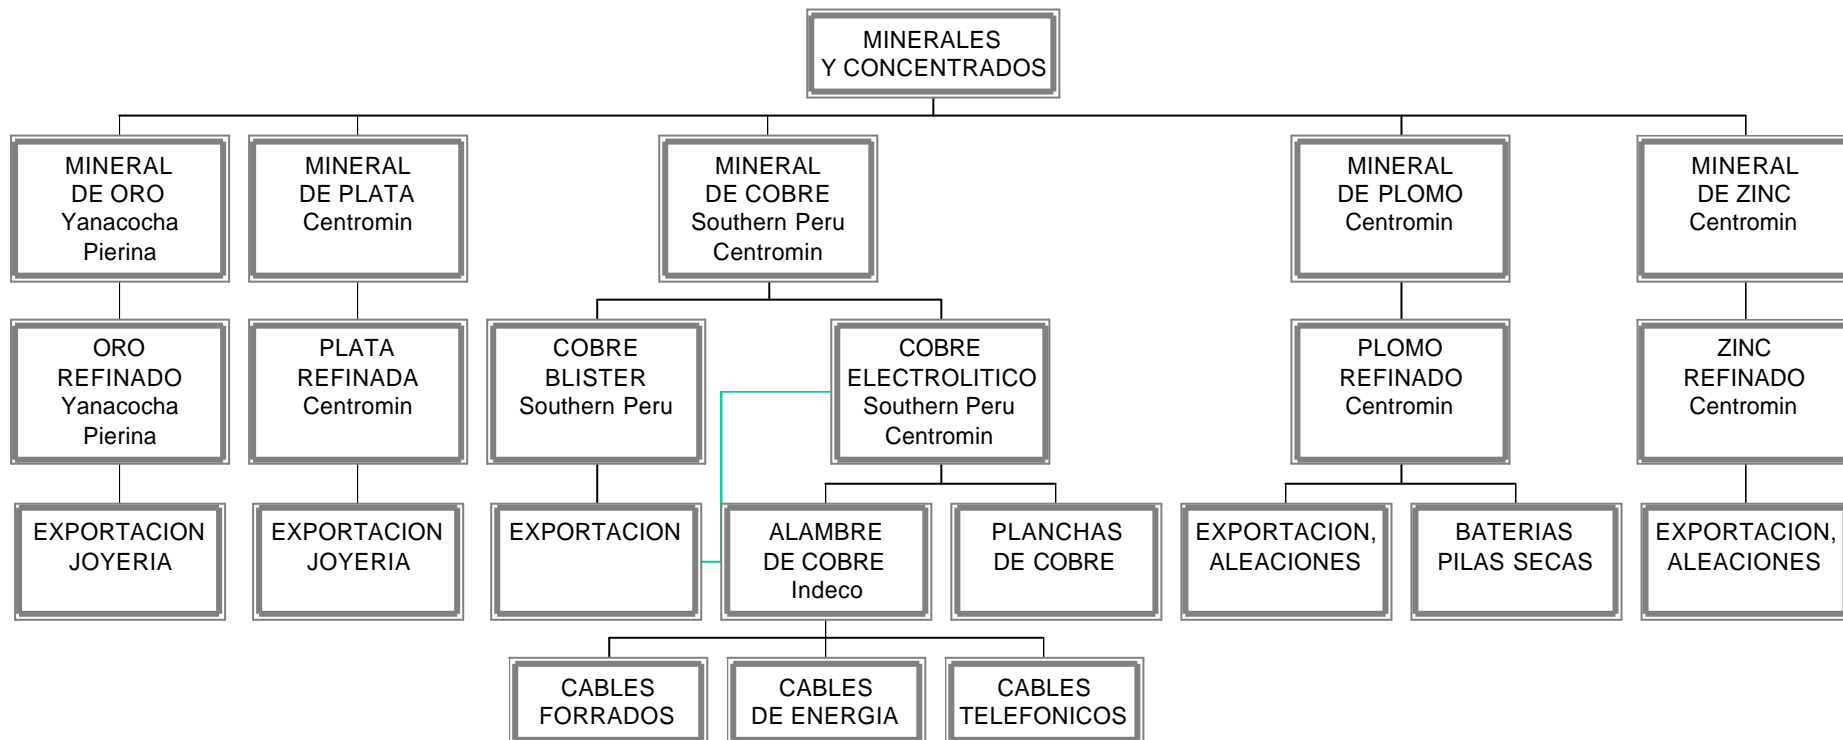 MINERALES
Y CONCENTRADOS
MINERAL
DE ORO
Yanacocha
Pierina
MINERAL
DE PLATA
Centromin
MINERAL
DE COBRE
Southern Peru
Centromin
MINERAL
DE PLOMO
Centromin
MINERAL
DE ZINC
Centromin
ORO
REFINADO
Yanacocha
Pierina
PLATA
REFINADA
Centromin
COBRE
BLISTER
Southern Peru
COBRE
ELECTROLITICO
Southern Peru
Centromin
PLOMO
REFINADO
Centromin
ZINC
REFINADO
Centromin
EXPORTACION
JOYERIA
EXPORTACION
JOYERIA
EXPORTACION
ALAMBRE
DE COBRE
Indeco
PLANCHAS
DE COBRE
EXPORTACION,
ALEACIONES
BATERIAS
PILAS SECAS
EXPORTACION,
ALEACIONES
CABLES
FORRADOS
CABLES
DE ENERGIA
CABLES
TELEFONICOS